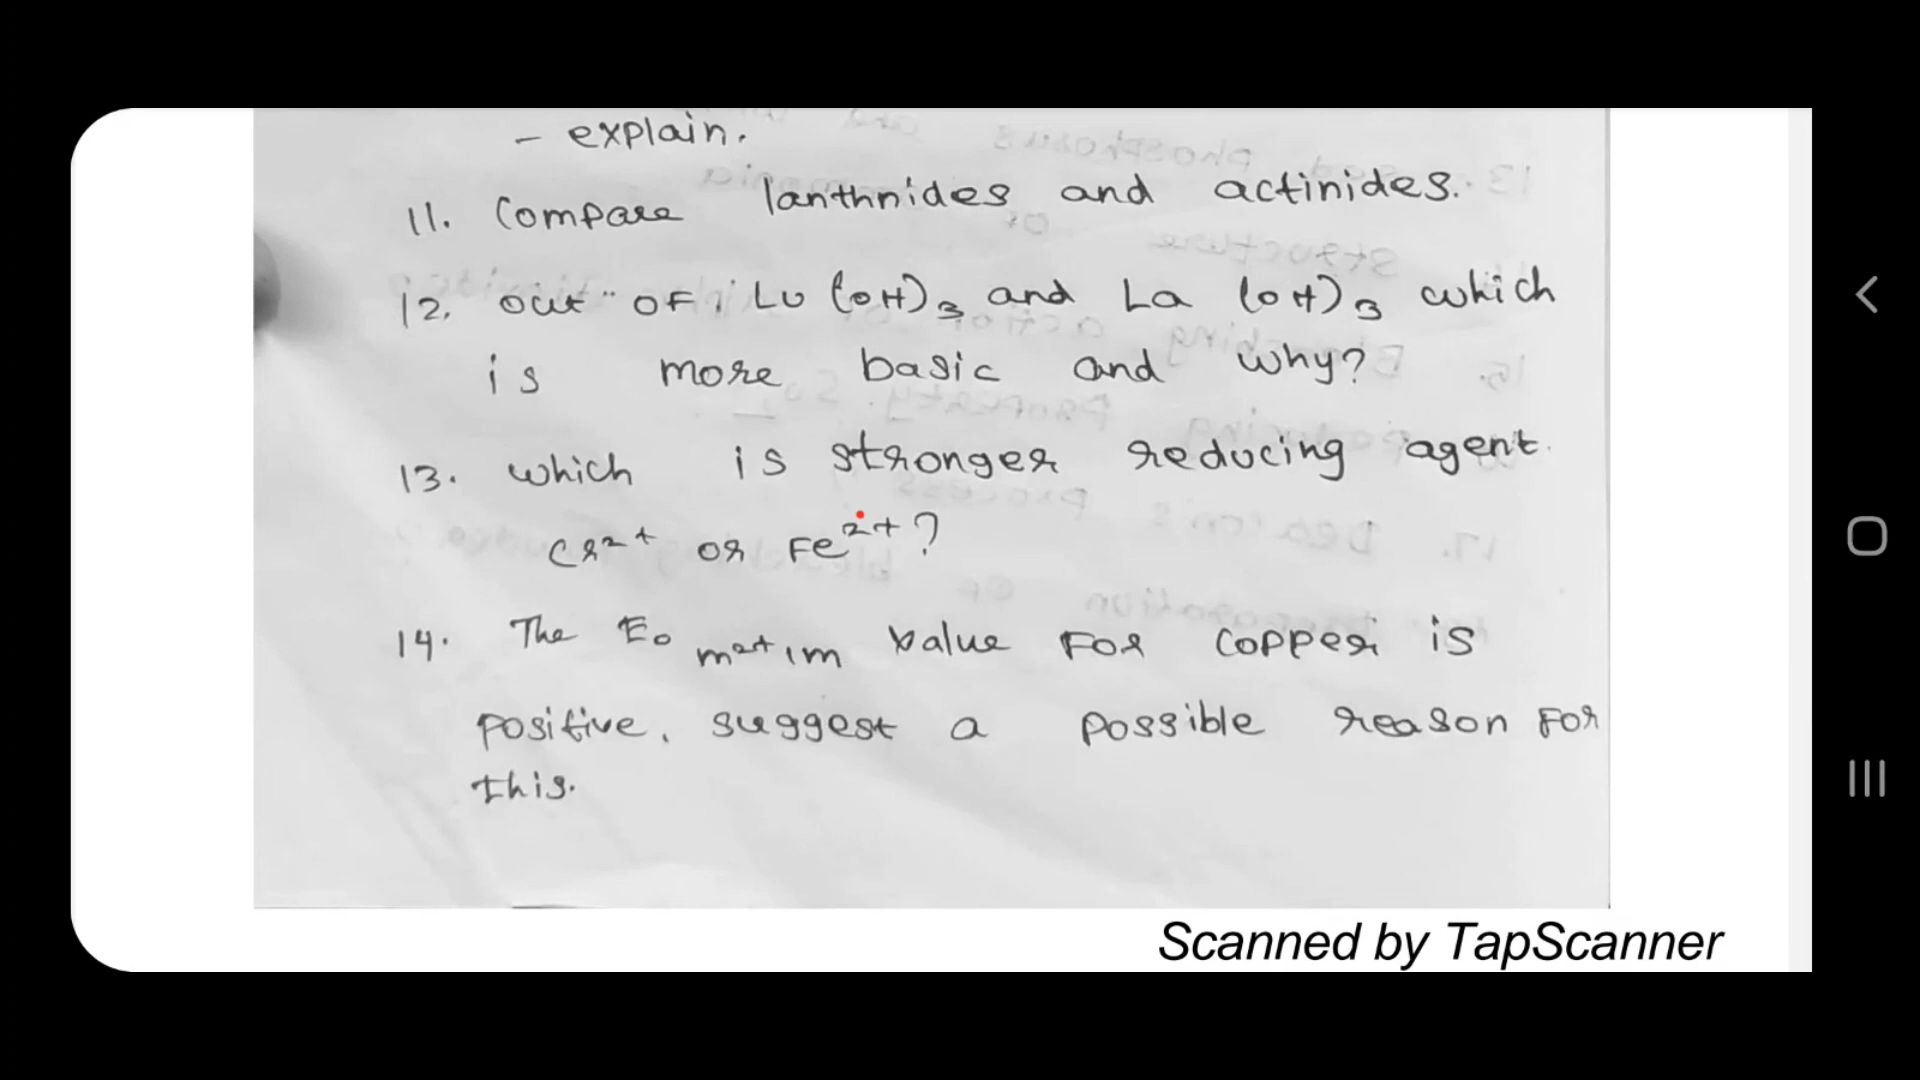 - explain.
11. Compare lanthnides and actinides.
12. out of Lu (OH)3 and La (OH)3 which
is more basic and why?
13. which is stronger reducing agent.
Cr2+ or Fe2+?
14. The Eo m2+/m value For copper is
positive. suggest a possible reason For
this.
Scanned by TapScanner